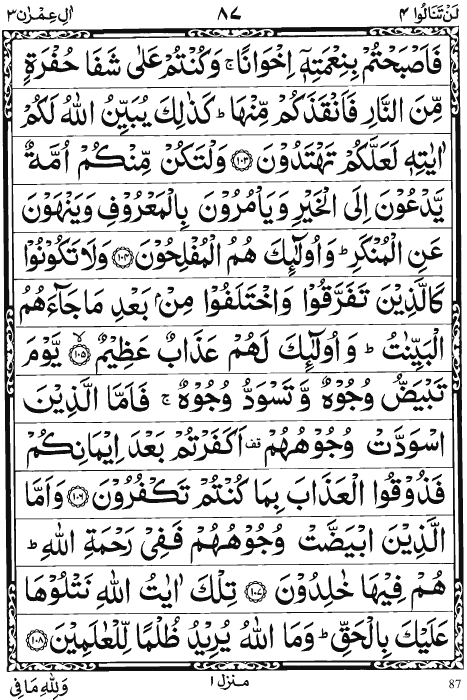 لَنْ تَنَالُوا ٤ ٨٧ اٰلِ عِمْرٰن ٣
فَاَصْبَحْتُمْ بِنِعْمَتِهٖۤ اِخْوَانًا ۚ وَكُنْتُمْ عَلٰى شَفَا حُفْرَةٍ
مِّنَ النَّارِ فَاَنْقَذَكُمْ مِّنْهَا ؕ كَذٰلِكَ يُبَيِّنُ اللّٰهُ لَكُمْ
اٰيٰتِهٖ لَعَلَّكُمْ تَهْتَدُوْنَ ۝١٠٣ وَلْتَكُنْ مِّنْكُمْ اُمَّةٌ
يَّدْعُوْنَ اِلَى الْخَيْرِ وَيَاْمُرُوْنَ بِالْمَعْرُوْفِ وَيَنْهَوْنَ
عَنِ الْمُنْكَرِ ؕ وَاُولٰٓئِكَ هُمُ الْمُفْلِحُوْنَ ۝١٠٤ وَلَا تَكُوْنُوْا
كَالَّذِيْنَ تَفَرَّقُوْا وَاخْتَلَفُوْا مِنْۢ بَعْدِ مَا جَآءَهُمُ
الْبَيِّنٰتُ ؕ وَاُولٰٓئِكَ لَهُمْ عَذَابٌ عَظِيْمٌ ۝١٠٥ۙ يَّوْمَ
تَبْيَضُّ وُجُوْهٌ وَّتَسْوَدُّ وُجُوْهٌ ۚ فَاَمَّا الَّذِيْنَ
اسْوَدَّتْ وُجُوْهُهُمْ قف اَكَفَرْتُمْ بَعْدَ اِيْمَانِكُمْ
فَذُوْقُوا الْعَذَابَ بِمَا كُنْتُمْ تَكْفُرُوْنَ ۝١٠٦ وَاَمَّا
الَّذِيْنَ ابْيَضَّتْ وُجُوْهُهُمْ فَفِيْ رَحْمَةِ اللّٰهِ ؕ
هُمْ فِيْهَا خٰلِدُوْنَ ۝١٠٧ تِلْكَ اٰيٰتُ اللّٰهِ نَتْلُوْهَا
عَلَيْكَ بِالْحَقِّ ؕ وَمَا اللّٰهُ يُرِيْدُ ظُلْمًا لِّلْعٰلَمِيْنَ ۝١٠٨
87 منزل ١ وَلِلّٰهِ مَا فِي